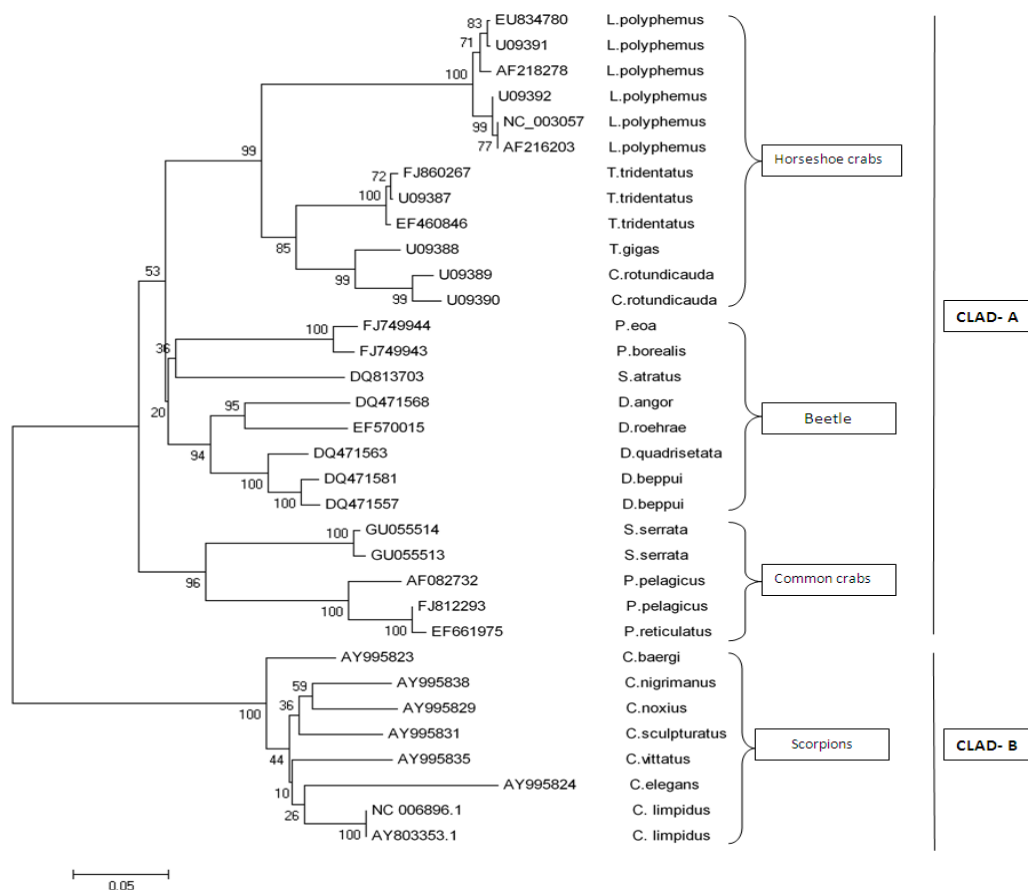 83 EU834780 L.polyphemus
71 U09391 L.polyphemus
AF218278 L.polyphemus
100 U09392 L.polyphemus
99 NC_003057 L.polyphemus
77 AF216203 L.polyphemus
Horseshoe crabs
99
72 FJ860267 T.tridentatus
100 U09387 T.tridentatus
EF460846 T.tridentatus
85 U09388 T.gigas
99 U09389 C.rotundicauda
99 U09390 C.rotundicauda
53
CLAD- A
100 FJ749944 P.eoa
36 FJ749943 P.borealis
DQ813703 S.atratus
20
95 DQ471568 D.angor
Beetle
EF570015 D.roehrae
94 DQ471563 D.quadrisetata
100 DQ471581 D.beppui
100 DQ471557 D.beppui
100 GU055514 S.serrata
GU055513 S.serrata
96 AF082732 P.pelagicus
Common crabs
100 FJ812293 P.pelagicus
100 EF661975 P.reticulatus
AY995823 C.baergi
59 AY995838 C.nigrimanus
100
36 AY995829 C.noxius
AY995831 C.sculpturatus
Scorpions
CLAD- B
44 AY995835 C.vittatus
10 AY995824 C.elegans
26 NC 006896.1 C. limpidus
100 AY803353.1 C. limpidus
0.05